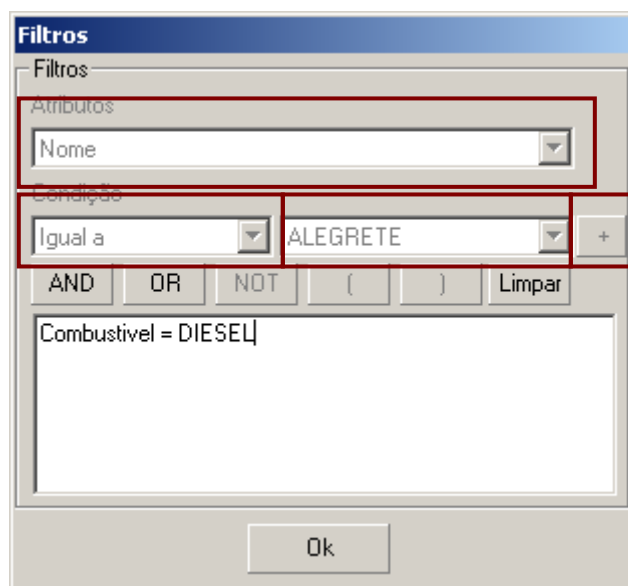 Filtros
Filtros
Atributos
Nome
Condição
Igual a ALEGRETE +
AND OR NOT ( ) Limpar
Combustivel = DIESEL
Ok